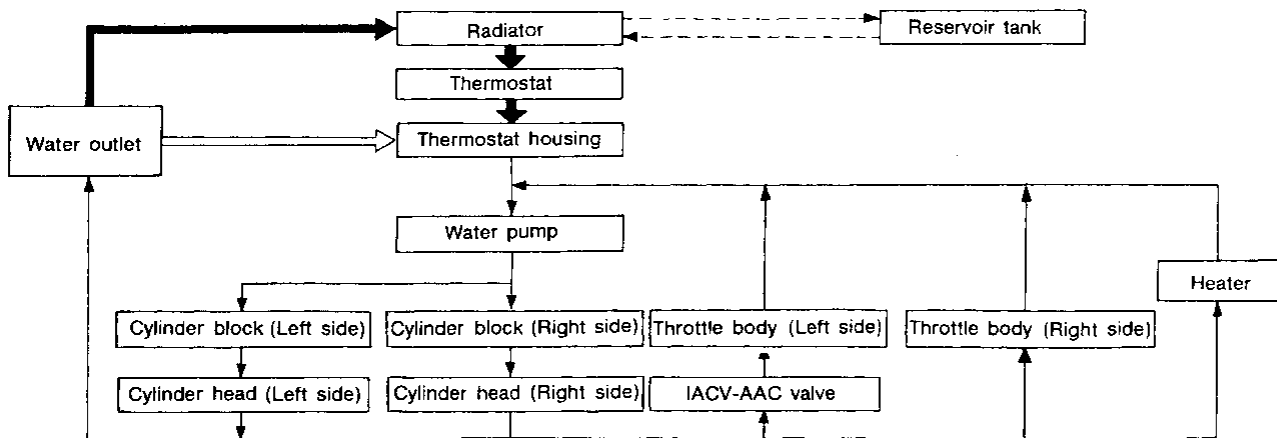 Radiator
Reservoir tank
Thermostat
Water outlet
Thermostat housing
Water pump
Heater
Cylinder block (Left side)
Cylinder block (Right side)
Throttle body (Left side)
Throttle body (Right side)
Cylinder head (Left side)
Cylinder head (Right side)
IACV-AAC valve